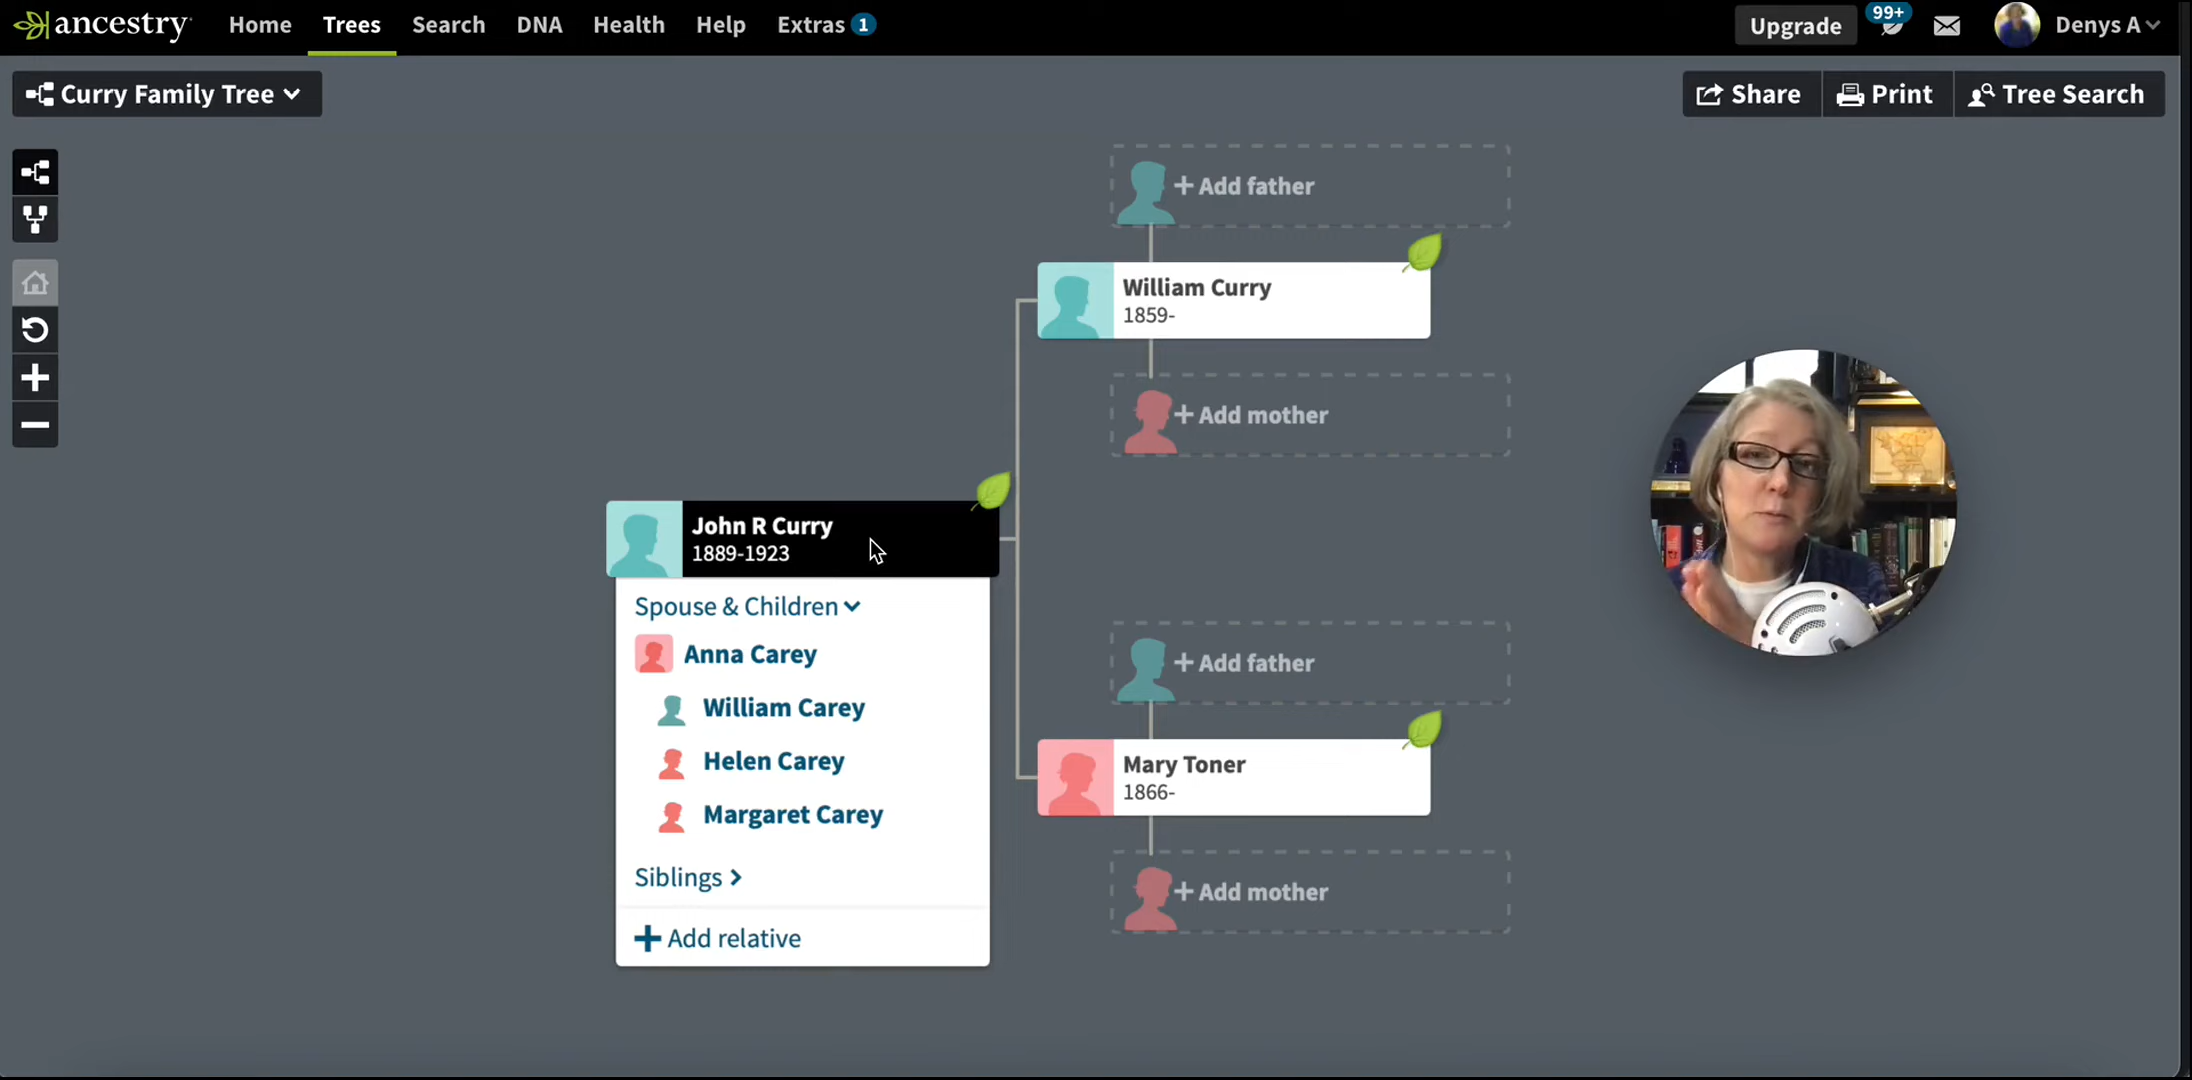 ancestry
Home
Trees
Search
DNA
Health
Help
Extras 1
Upgrade
99+
Denys A
Curry Family Tree
Share
Print
Tree Search
+ Add father
William Curry
1859-
+ Add mother
John R Curry
1889-1923
Spouse & Children
Anna Carey
William Carey
Helen Carey
Margaret Carey
Siblings >
+ Add relative
+ Add father
Mary Toner
1866-
+ Add mother